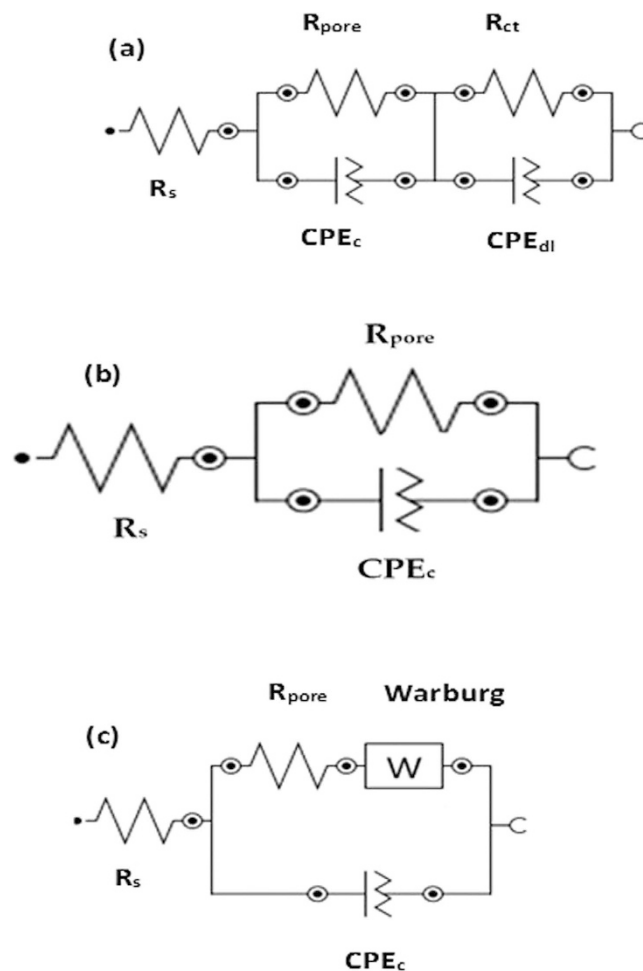 (a)
Rpore Rct
Rs
CPEc CPEdl
(b)
Rpore
Rs
CPEc
(c)
Rpore Warburg
W
Rs
CPEc